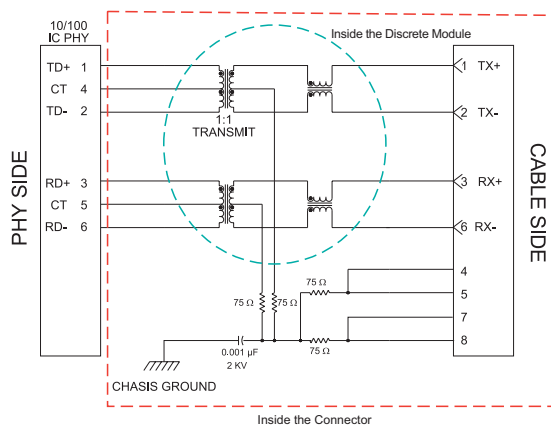 10/100
IC PHY
Inside the Discrete Module
TD+ 1
CT 4
TD- 2
1:1
TRANSMIT
1 TX+
2 TX-
RD+ 3
CT 5
RD- 6
3 RX+
6 RX-
PHY SIDE
CABLE SIDE
4
5
7
8
75 Ω
75 Ω
75 Ω
75 Ω
0.001 µF
2 KV
CHASIS GROUND
Inside the Connector